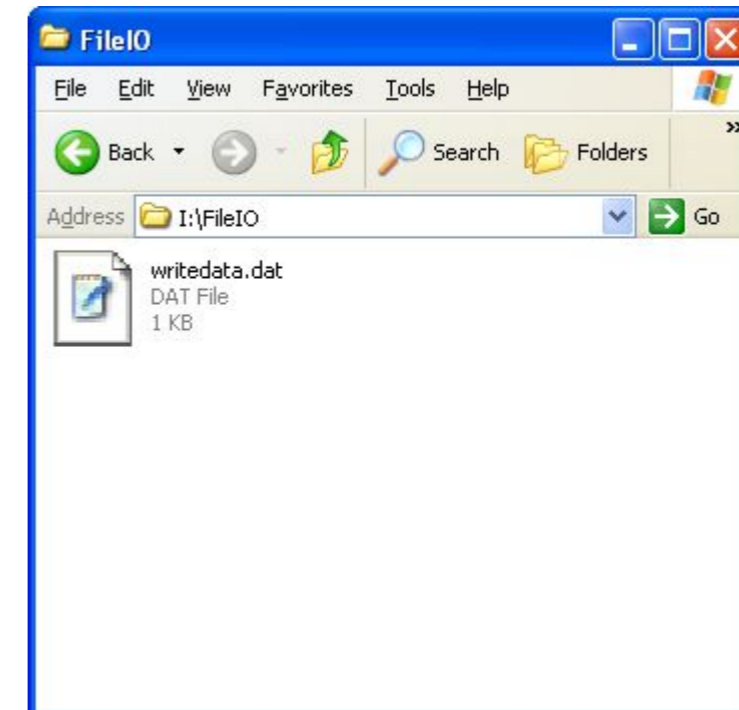 FileIO
File Edit View Favorites Tools Help
Back Search Folders »
Address I:\FileIO Go
writedata.dat
DAT File
1 KB